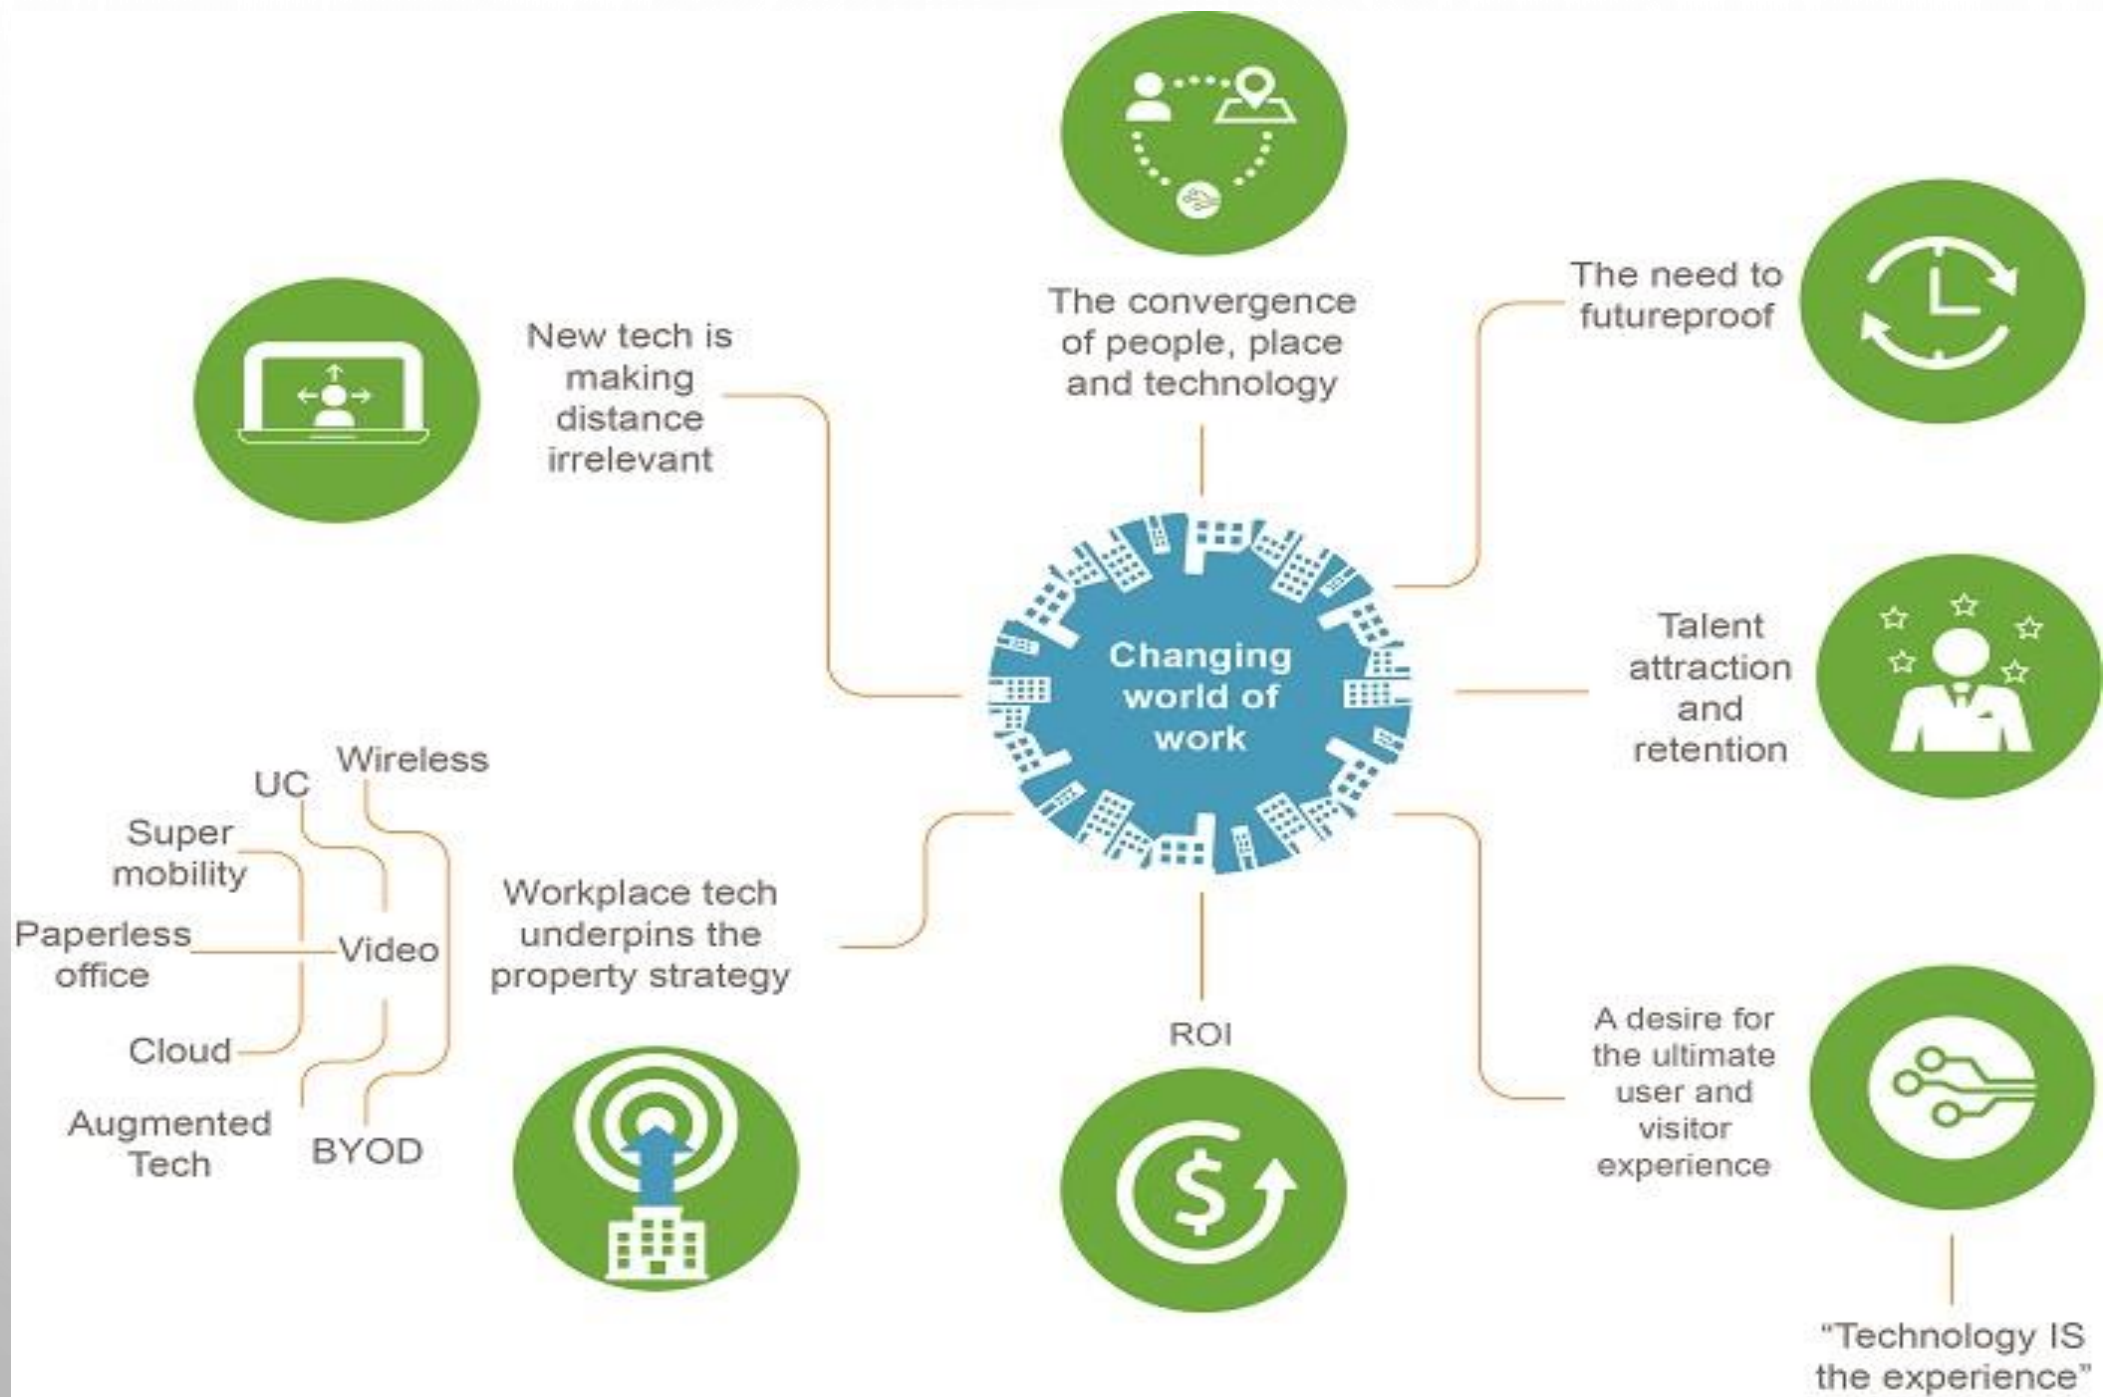 The convergence
of people, place
and technology
The need to
futureproof
New tech is
making
distance
irrelevant
Changing
world of
work
Talent
attraction
and
retention
Wireless
UC
Super
mobility
Paperless
office
Video
Cloud
Augmented
Tech
BYOD
Workplace tech
underpins the
property strategy
ROI
$
A desire for
the ultimate
user and
visitor
experience
“Technology IS
the experience”